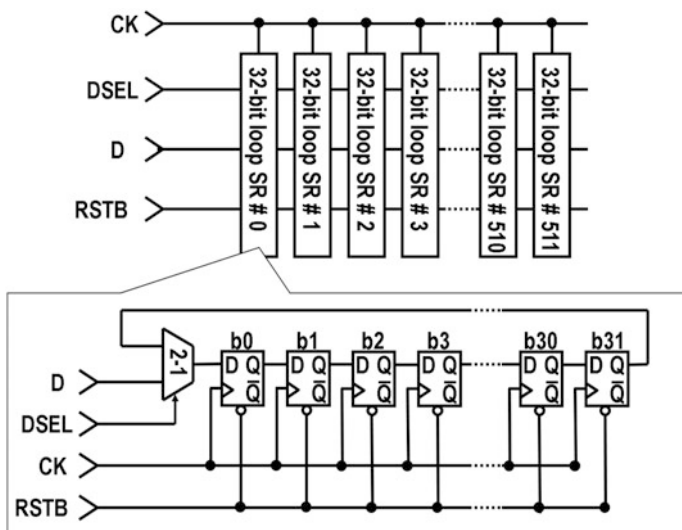 CK
DSEL
D
RSTB
32-bit loop SR # 0
32-bit loop SR # 1
32-bit loop SR # 2
32-bit loop SR # 3
32-bit loop SR # 510
32-bit loop SR # 511
b0 b1 b2 b3 b30 b31
2-1
D Q D Q D Q D Q D Q D Q
Q̅ Q̅ Q̅ Q̅ Q̅ Q̅
D
DSEL
CK
RSTB